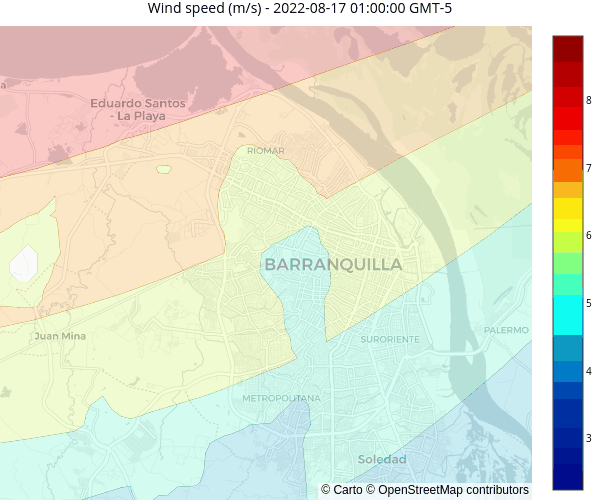 Wind speed (m/s) - 2022-08-17 01:00:00 GMT-5
a
Eduardo Santos
- La Playa
RIOMAR
BARRANQUILLA
Juan Mina
SURORIENTE
PALERMO
METROPOLITANA
Soledad
8
7
6
5
4
3
© Carto © OpenStreetMap contributors